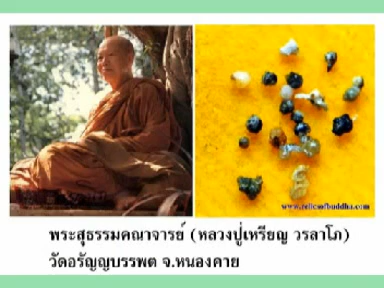 www.relicofbuddha.com
พระสุธรรมคณาจารย์ (หลวงปู่เหรียญ วรลาโภ)
วัดอรัญญบรรพต จ.หนองคาย